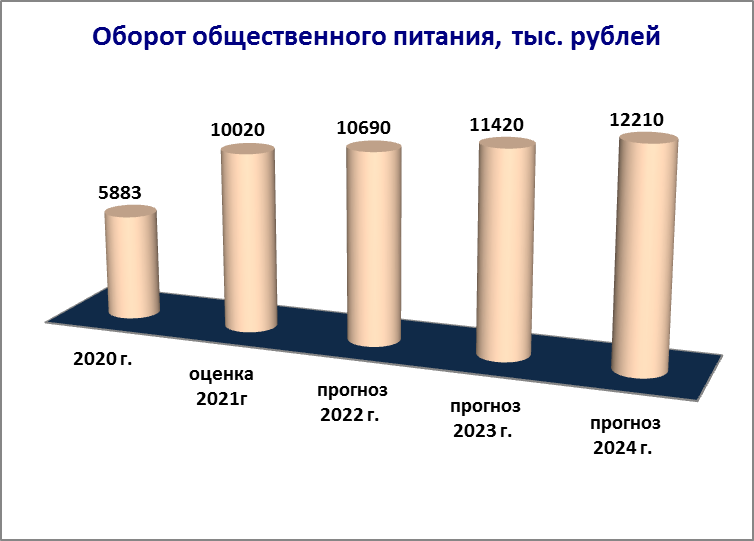 Оборот общественного питания, тыс. рублей
5883
10020
10690
11420
12210
2020 г.
оценка
2021г
прогноз
2022 г.
прогноз
2023 г.
прогноз
2024 г.